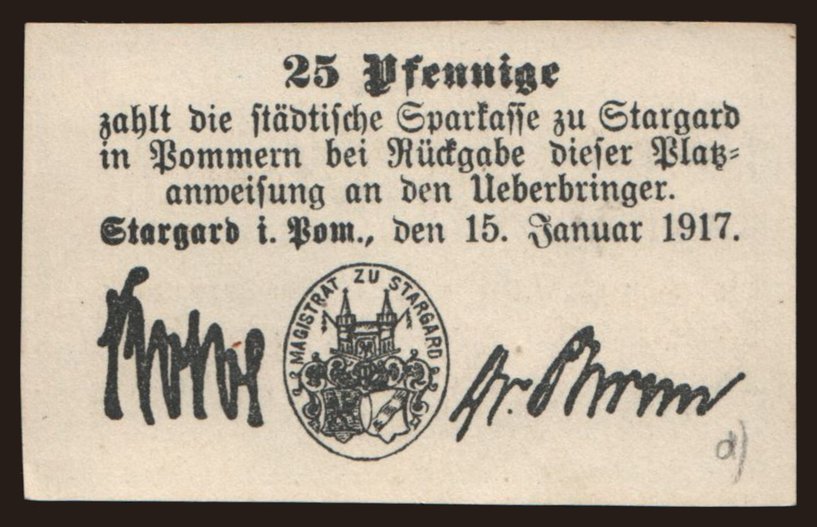 25 Pfennige
zahlt die städtische Sparkasse zu Stargard
in Pommern bei Rückgabe dieser Platz-
anweisung an den Ueberbringer.
Stargard i. Pom., den 15. Januar 1917.
MAGISTRAT ZU STARGARD
Dr.
d)